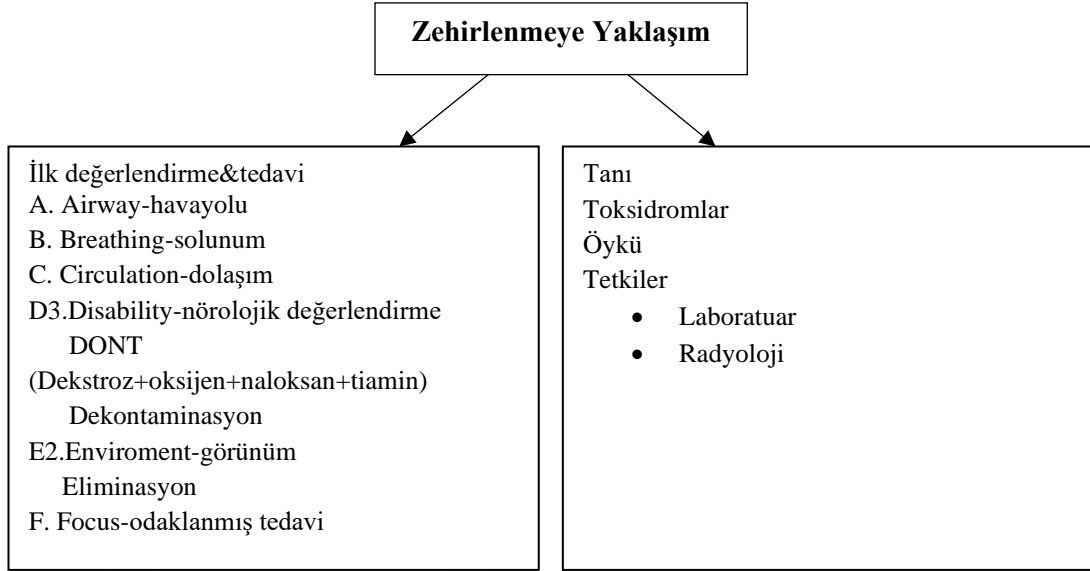 Zehirlenmeye Yaklaşım
İlk değerlendirme&tedavi
A. Airway-havayolu
B. Breathing-solunum
C. Circulation-dolaşım
D3.Disability-nörolojik değerlendirme
DONT
(Dekstroz+oksijen+naloksan+tiamin)
Dekontaminasyon
E2.Enviroment-görünüm
Eliminasyon
F. Focus-odaklanmış tedavi
Tanı
Toksidromlar
Öykü
Tetkiler
• Laboratuar
• Radyoloji